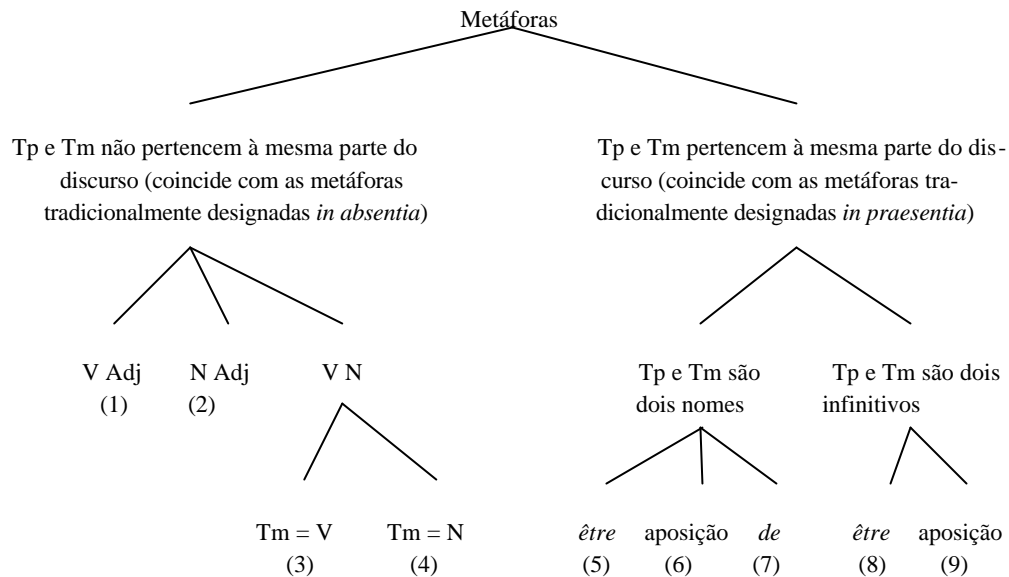 Metáforas
Tp e Tm não pertencem à mesma parte do
discurso (coincide com as metáforas
tradicionalmente designadas in absentia)
Tp e Tm pertencem à mesma parte do dis-
curso (coincide com as metáforas tra-
dicionalmente designadas in praesentia)
V Adj N Adj V N
(1) (2)
Tp e Tm são
dois nomes
Tp e Tm são dois
infinitivos
Tm = V Tm = N
(3) (4)
être aposição de être aposição
(5) (6) (7) (8) (9)